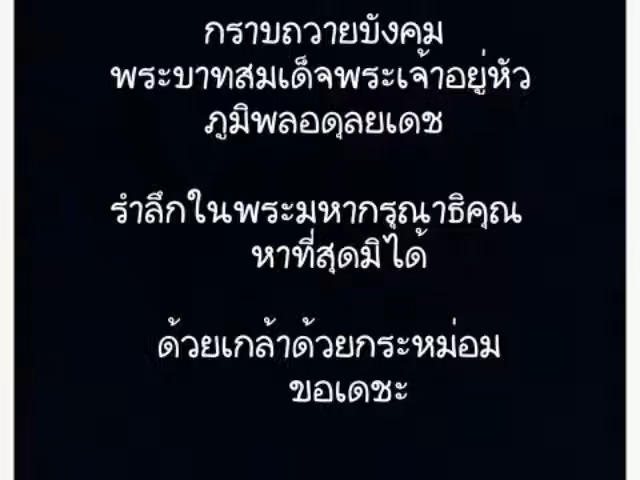 กราบถวายบังคม
พระบาทสมเด็จพระเจ้าอยู่หัว
ภูมิพลอดุลยเดช
รำลึกในพระมหากรุณาธิคุณ
หาที่สุดมิได้
ด้วยเกล้าด้วยกระหม่อม
ขอเดชะ